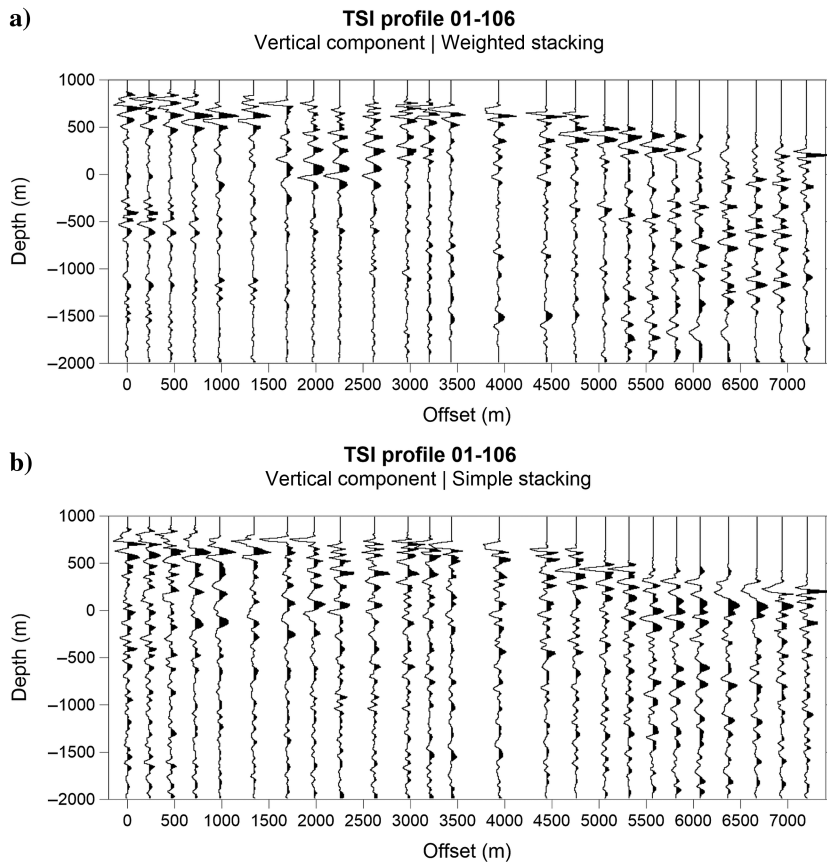 a)
TSI profile 01-106
Vertical component | Weighted stacking
1000
500
0
–500
–1000
–1500
–2000
Depth (m)
0 500 1000 1500 2000 2500 3000 3500 4000 4500 5000 5500 6000 6500 7000
Offset (m)
b)
TSI profile 01-106
Vertical component | Simple stacking
1000
500
0
–500
–1000
–1500
–2000
Depth (m)
0 500 1000 1500 2000 2500 3000 3500 4000 4500 5000 5500 6000 6500 7000
Offset (m)